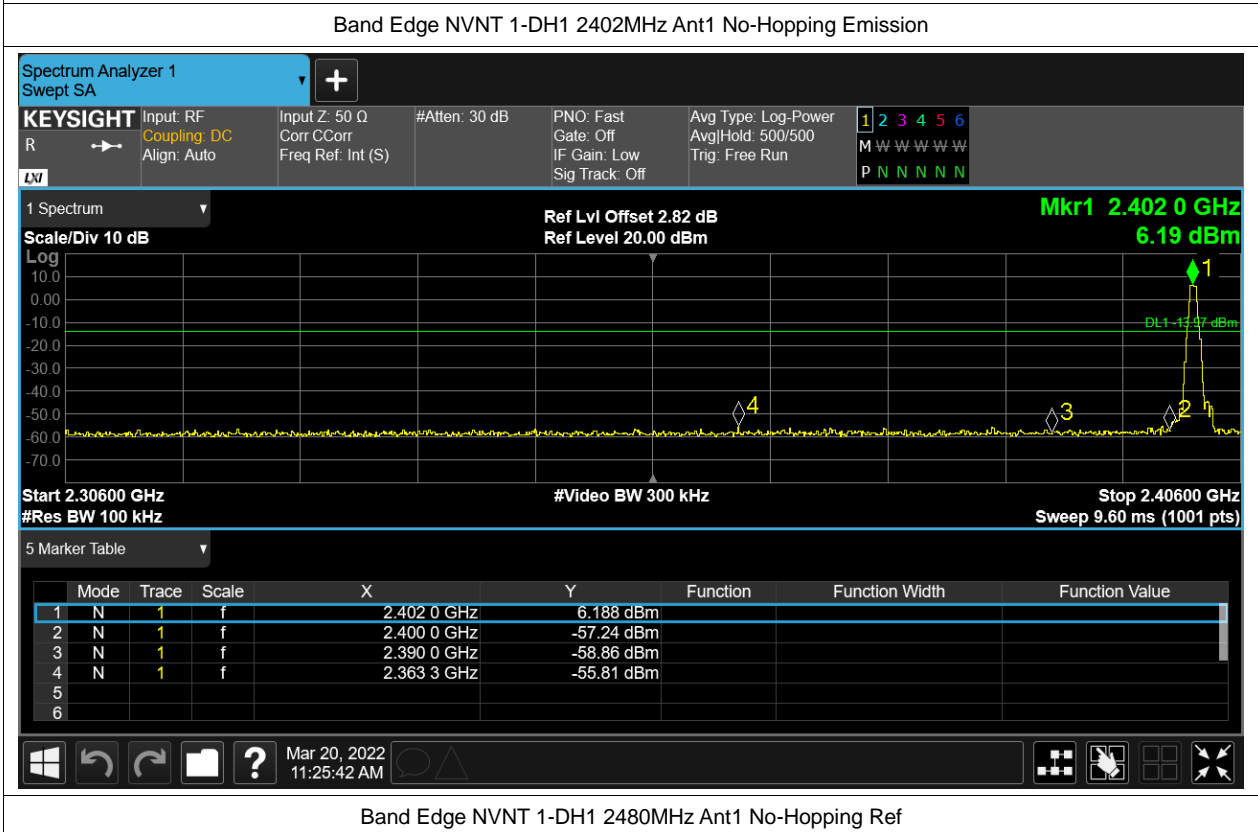 Band Edge NVNT 1-DH1 2402MHz Ant1 No-Hopping Emission
Spectrum Analyzer 1
Swept SA
KEYSIGHT
R
LXI
Input: RF
Coupling: DC
Align: Auto
Input Z: 50 Ω
Corr CCorr
Freq Ref: Int (S)
#Atten: 30 dB
PNO: Fast
Gate: Off
IF Gain: Low
Sig Track: Off
Avg Type: Log-Power
Avg|Hold: 500/500
Trig: Free Run
1 2 3 4 5 6
M W W W W W
P N N N N N
1 Spectrum
Scale/Div 10 dB
Ref Lvl Offset 2.82 dB
Ref Level 20.00 dBm
Mkr1 2.402 0 GHz
6.19 dBm
Log
10.0
0.00
-10.0
-20.0
-30.0
-40.0
-50.0
-60.0
-70.0
1
DL1 -13.97 dBm
4
3
2
Start 2.30600 GHz
#Res BW 100 kHz
#Video BW 300 kHz
Stop 2.40600 GHz
Sweep 9.60 ms (1001 pts)
5 Marker Table
Mode Trace Scale X Y Function Function Width Function Value
1 N 1 f 2.402 0 GHz 6.188 dBm
2 N 1 f 2.400 0 GHz -57.24 dBm
3 N 1 f 2.390 0 GHz -58.86 dBm
4 N 1 f 2.363 3 GHz -55.81 dBm
5
6
?
Mar 20, 2022
11:25:42 AM
Band Edge NVNT 1-DH1 2480MHz Ant1 No-Hopping Ref